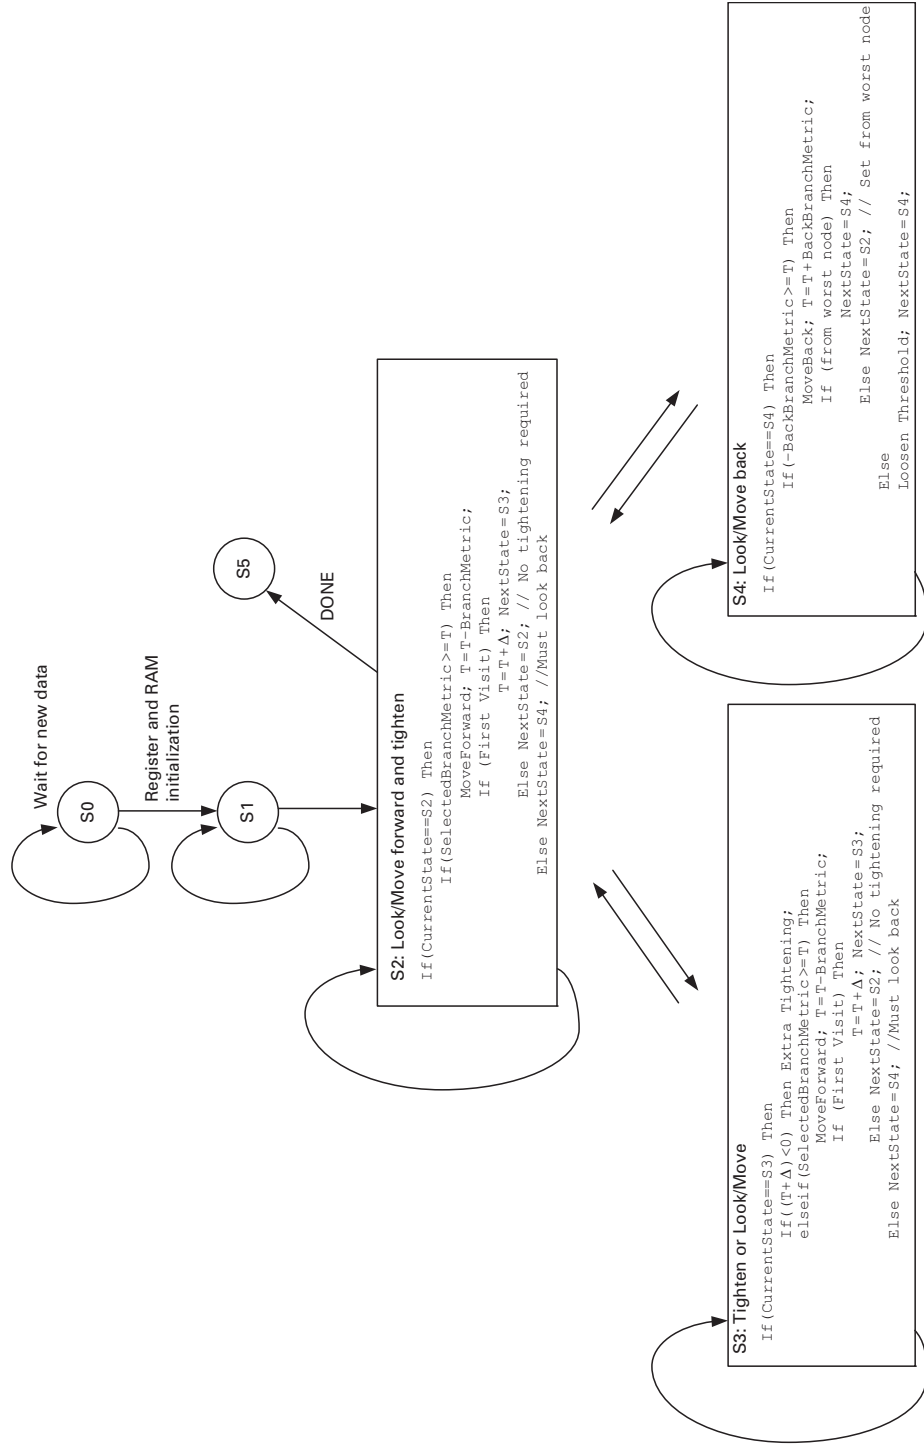 Wait for new data
S0
Register and RAM
initialization
S1
S5
DONE
S2: Look/Move forward and tighten
If(CurrentState==S2) Then
If(SelectedBranchMetric>=T) Then
MoveForward; T=T-BranchMetric;
If (First Visit) Then
T=T+Δ; NextState=S3;
Else NextState=S2; // No tightening required
Else NextState=S4; //Must look back
S3: Tighten or Look/Move
If(CurrentState==S3) Then
If((T+Δ)<0) Then Extra Tightening;
elseif(SelectedBranchMetric>=T) Then
MoveForward; T=T-BranchMetric;
If (First Visit) Then
T=T+Δ; NextState=S3;
Else NextState=S2; // No tightening required
Else NextState=S4; //Must look back
S4: Look/Move back
If(CurrentState==S4) Then
If(-BackBranchMetric>=T) Then
MoveBack; T=T+BackBranchMetric;
If (from worst node) Then
NextState=S4;
Else NextState=S2; // Set from worst node
Else
Loosen Threshold; NextState=S4;